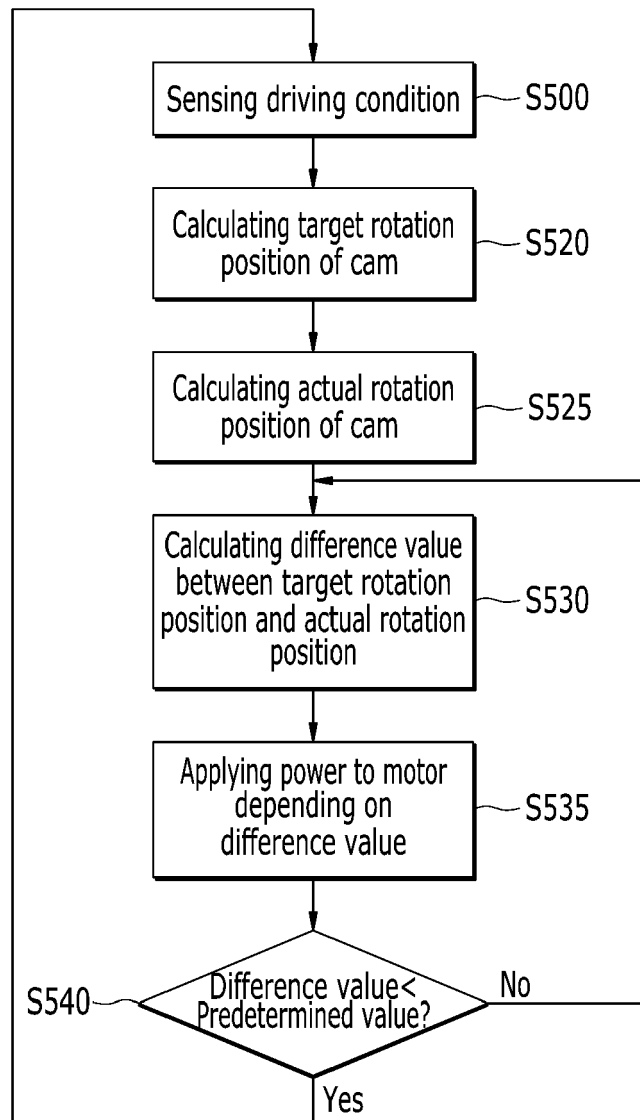 Sensing driving condition
S500
Calculating target rotation
position of cam
S520
Calculating actual rotation
position of cam
S525
Calculating difference value
between target rotation
position and actual rotation
position
S530
Applying power to motor
depending on
difference value
S535
Difference value<
Predetermined value?
S540
No
Yes